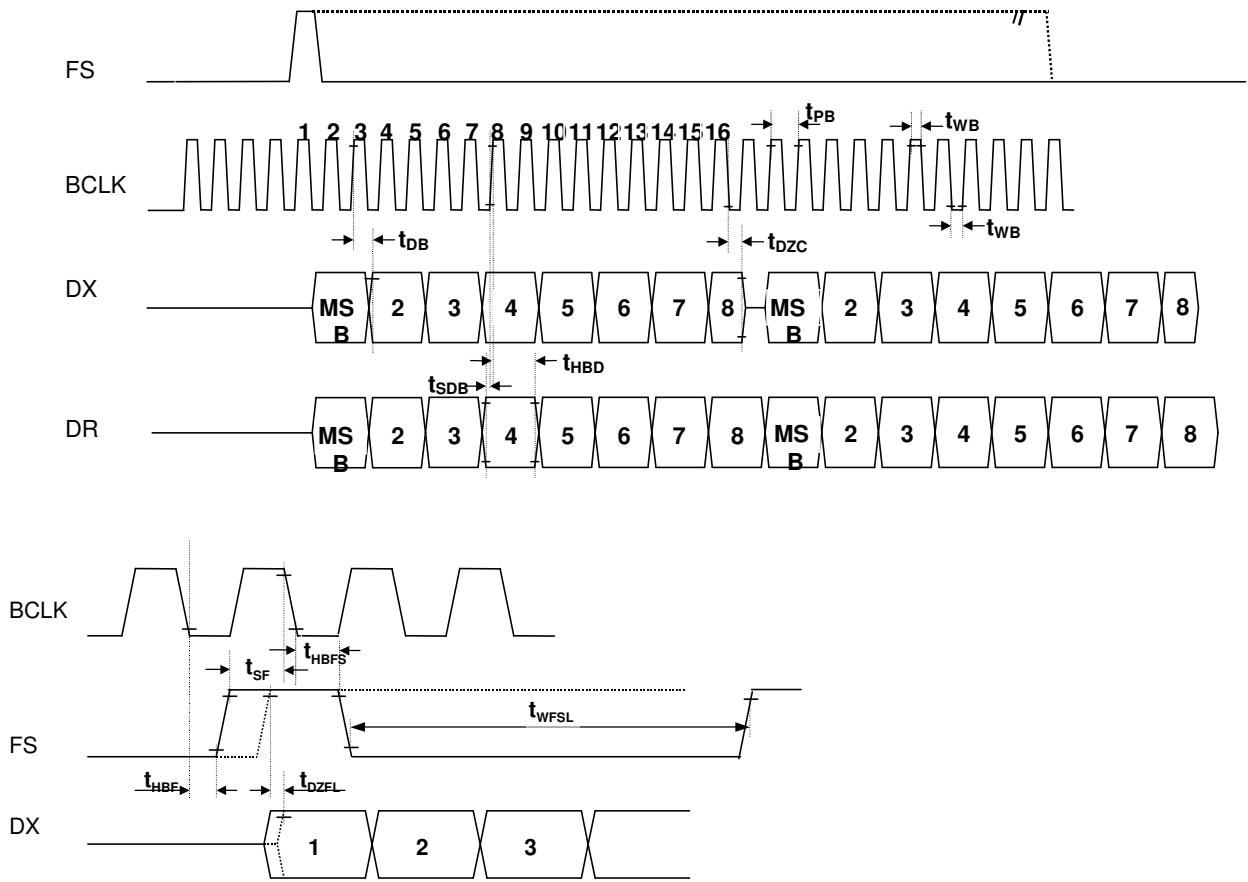 FS
1 2 3 4 5 6 7 8 9 10 11 12 13 14 15 16
tPB
tWB
BCLK
tDB
tDZC
tWB
DX
MS
B
2 3 4 5 6 7 8
MS
B
2 3 4 5 6 7 8
tHBD
tSDB
DR
MS
B
2 3 4 5 6 7 8
MS
B
2 3 4 5 6 7 8
BCLK
tHBFS
tSF
tWFSL
FS
tHBF
tDZFL
DX
1 2 3